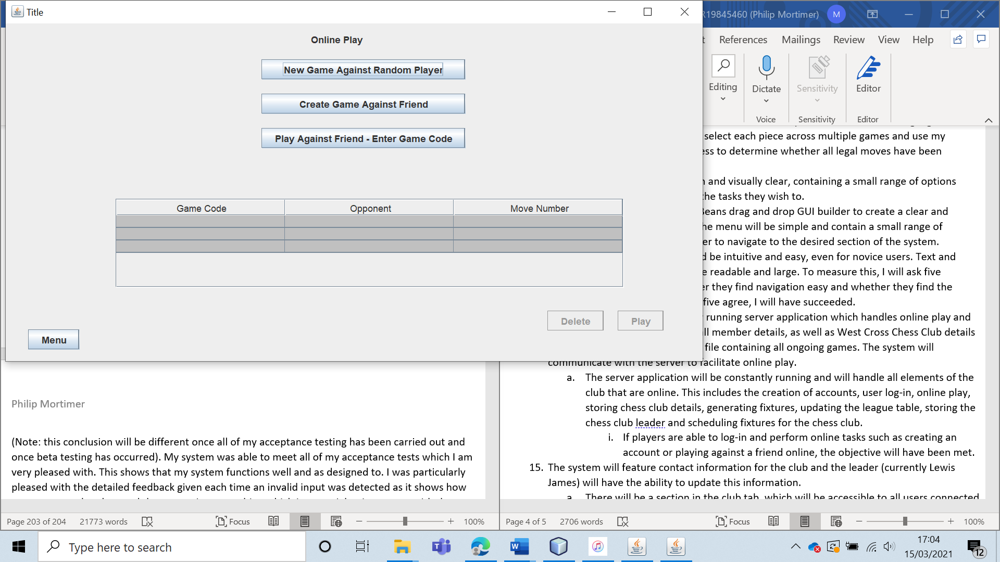 Title
Online Play
New Game Against Random Player
Create Game Against Friend
Play Against Friend - Enter Game Code
Game Code Opponent Move Number
Delete Play
Menu
R19845460 (Philip Mortimer) M
References Mailings Review View Help
Editing Dictate Sensitivity Editor
Voice Sensitivity Editor
Philip Mortimer
(Note: this conclusion will be different once all of my acceptance testing has been carried out and
once beta testing has occurred). My system was able to meet all of my acceptance tests which I am
very pleased with. This shows that my system functions well and as designed to. I was particularly
pleased with the detailed feedback given each time an invalid input was detected as it shows how
select each piece across multiple games and use my
to determine whether all legal moves have been
and visually clear, containing a small range of options
the tasks they wish to.
Beans drag and drop GUI builder to create a clear and
menu will be simple and contain a small range of
to navigate to the desired section of the system.
be intuitive and easy, even for novice users. Text and
readable and large. To measure this, I will ask five
they find navigation easy and whether they find the
five agree, I will have succeeded.
running server application which handles online play and
member details, as well as West Cross Chess Club details
file containing all ongoing games. The system will
communicate with the server to facilitate online play.
a. The server application will be constantly running and will handle all elements of the
club that are online. This includes the creation of accounts, user log-in, online play,
storing chess club details, generating fixtures, updating the league table, storing the
chess club leader and scheduling fixtures for the chess club.
i. If players are able to log-in and perform online tasks such as creating an
account or playing against a friend online, the objective will have been met.
15. The system will feature contact information for the club and the leader (currently Lewis
James) will have the ability to update this information.
a. There will be a section in the club tab, which will be accessible to all users connected
Page 203 of 204 21773 words Focus 100%
Page 4 of 5 2706 words Focus 100%
Type here to search
17:04
15/03/2021
12